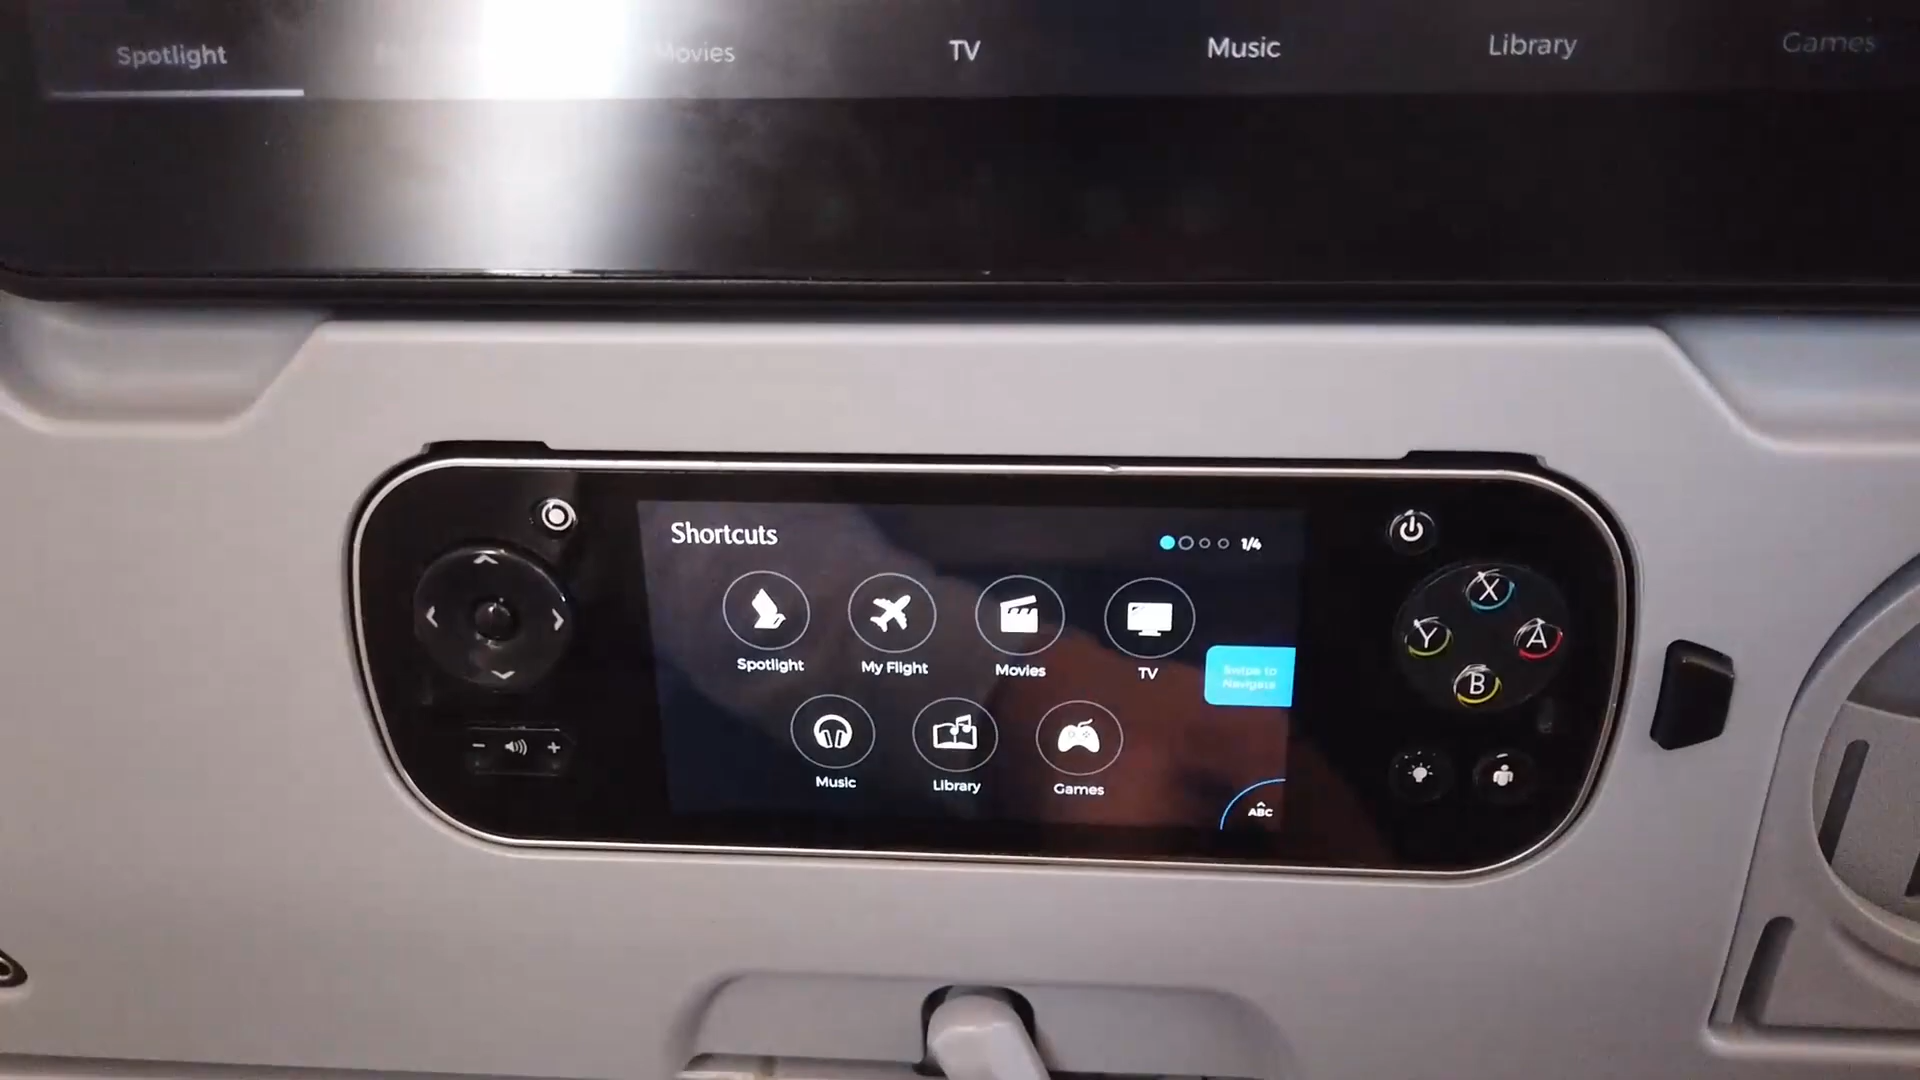 Spotlight
Movies
TV
Music
Library
Games
Shortcuts
1/4
Spotlight
My Flight
Movies
TV
Swipe to
Navigate
Music
Library
Games
ABC
X
Y
A
B